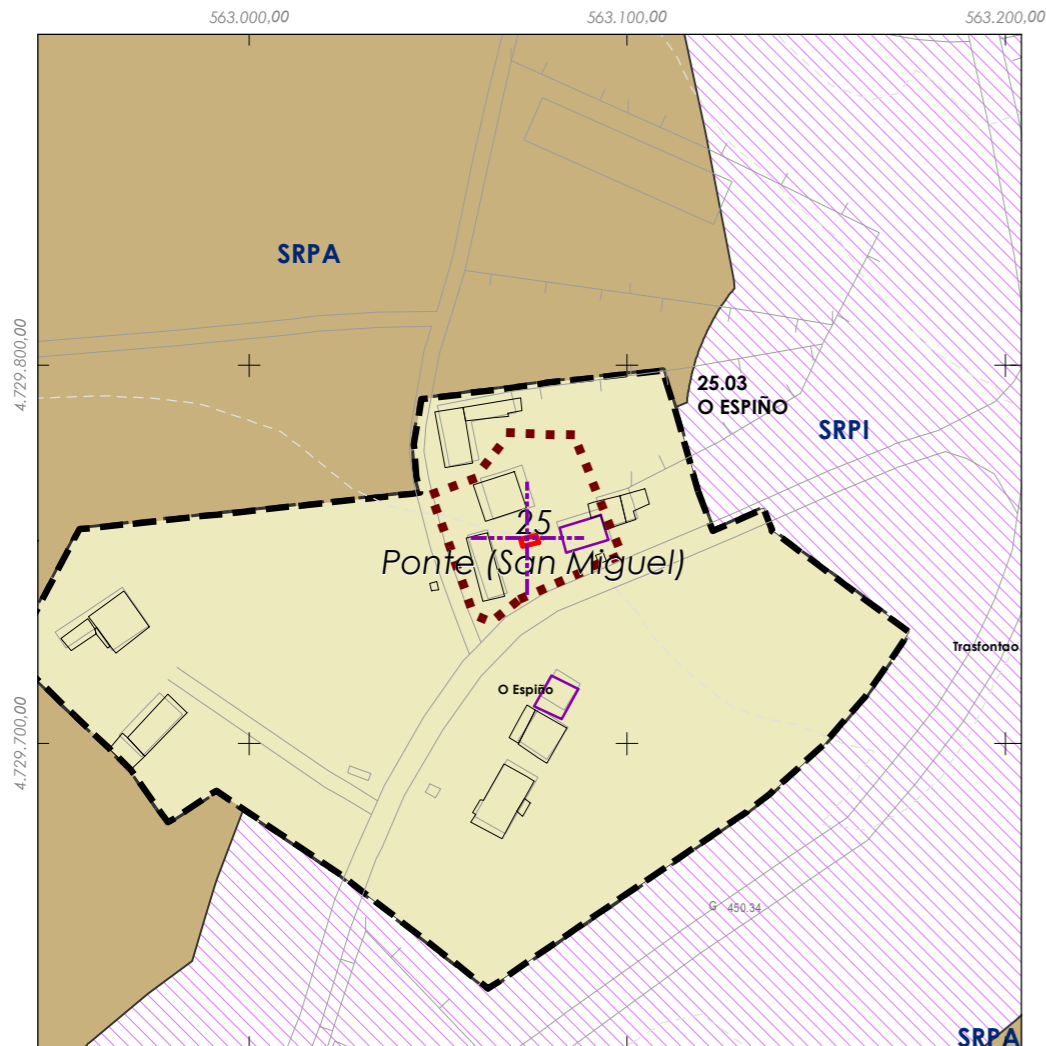 563.000,00
563.100,00
563.200,00
SRPA
4.729.800,00
25.03
O ESPIÑO
SRPI
25
Ponte (San Miguel)
Trasfontao
O Espiño
4.729.700,00
G 450.34
SRPA